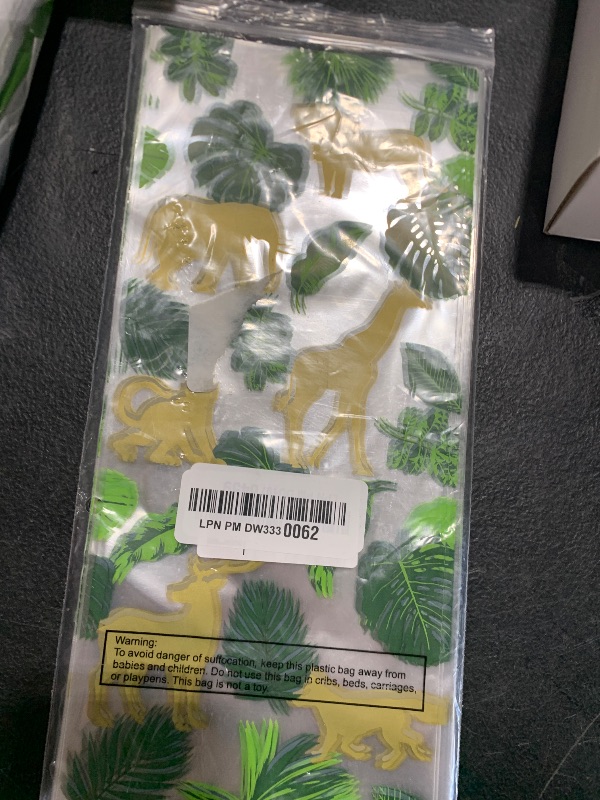 LPN PM DW333 0062
Warning:
To avoid danger of suffocation, keep this plastic bag away from
babies and children. Do not use this bag in cribs, beds, carriages,
or playpens. This bag is not a toy.